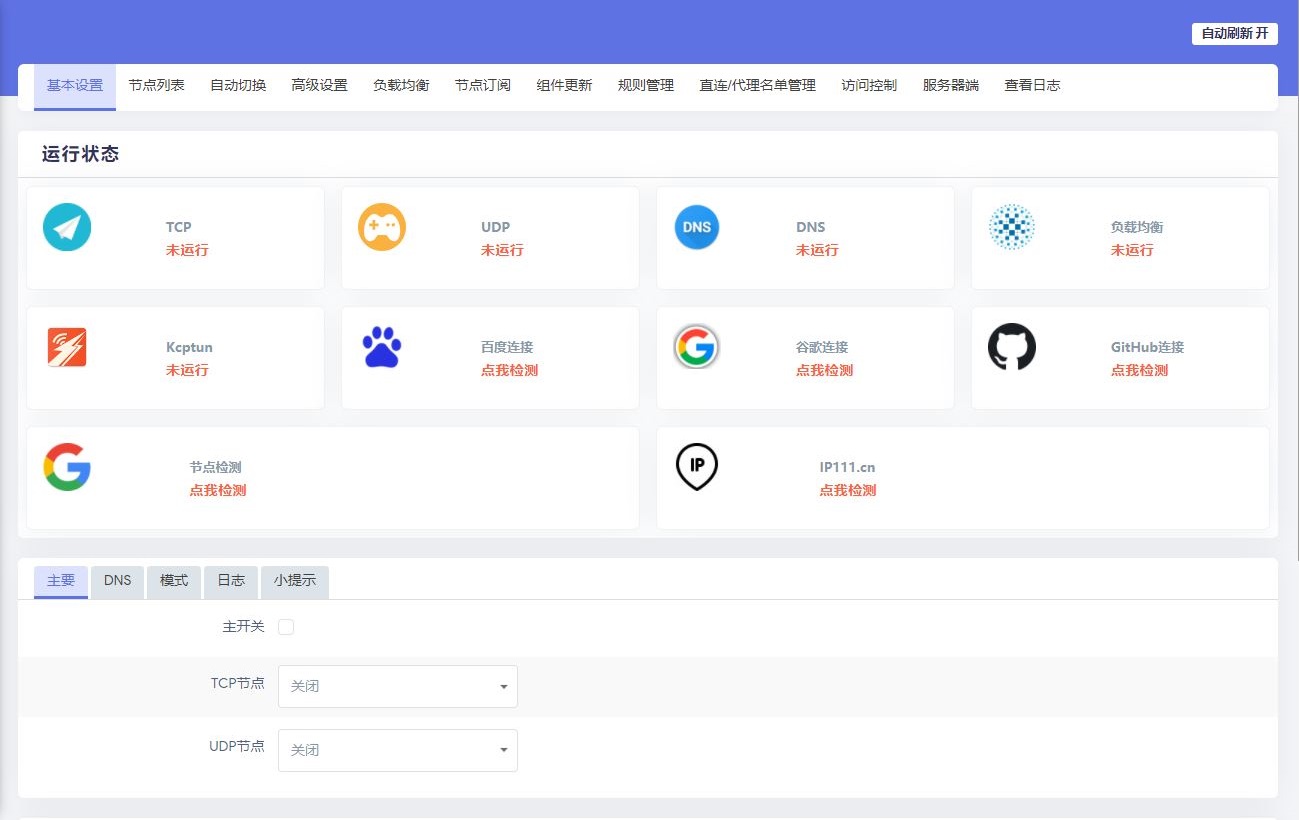 自动刷新 开
基本设置 节点列表 自动切换 高级设置 负载均衡 节点订阅 组件更新 规则管理 直连/代理名单管理 访问控制 服务器端 查看日志
运行状态
TCP
未运行
UDP
未运行
DNS
DNS
未运行
负载均衡
未运行
Kcptun
未运行
百度连接
点我检测
谷歌连接
点我检测
GitHub连接
点我检测
节点检测
点我检测
IP
IP111.cn
点我检测
主要 DNS 模式 日志 小提示
主开关
TCP节点 关闭
UDP节点 关闭